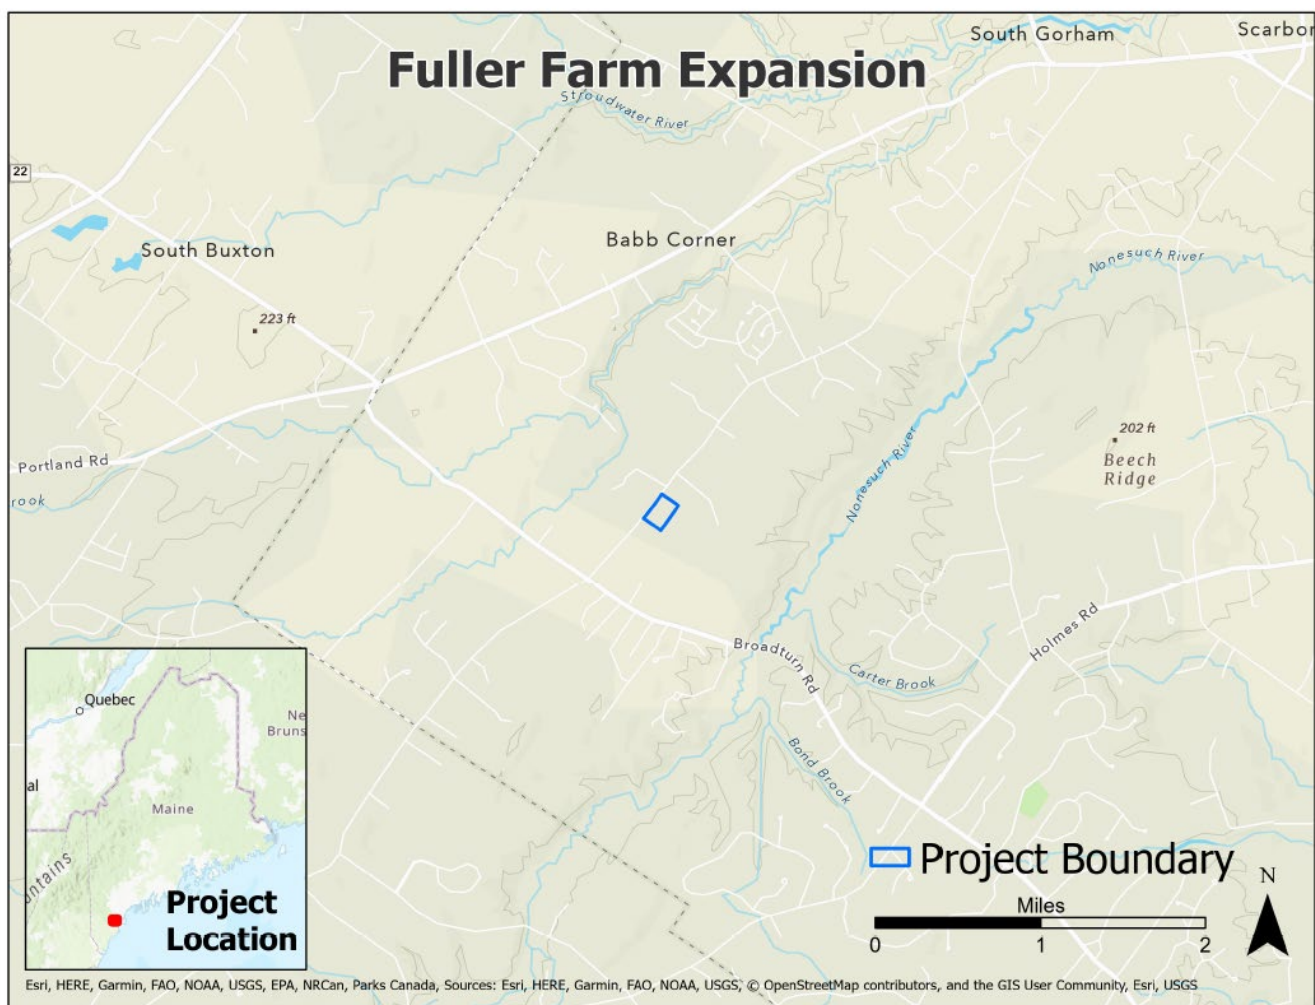 South Gorham
Scarbor
Fuller Farm Expansion
Stroudwater River
22
South Buxton
Babb Corner
Nonesuch River
223 ft
202 ft
Beech
Ridge
Portland Rd
brook
Nonesuch River
Holmes Rd
Broadturn Rd
Carter Brook
Bond Brook
Quebec
Ne
Bruns
al
Maine
untains
Project
Location
Project Boundary
Miles
0 1 2
N
Esri, HERE, Garmin, FAO, NOAA, USGS, EPA, NRCan, Parks Canada, Sources: Esri, HERE, Garmin, FAO, NOAA, USGS, © OpenStreetMap contributors, and the GIS User Community, Esri, USGS